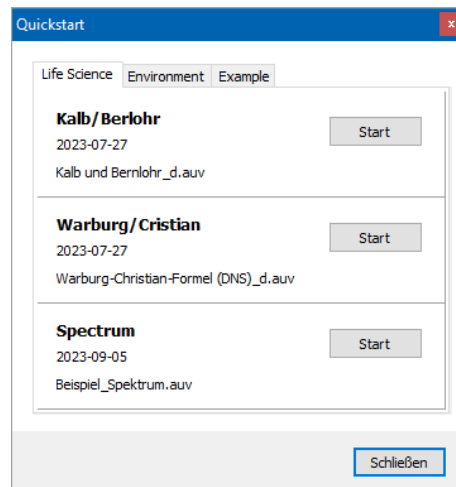 Quickstart
x
Life Science Environment Example
Kalb/Berlohr
2023-07-27
Kalb und Bernlohr_d.auv
Start
Warburg/Cristian
2023-07-27
Warburg-Christian-Formel (DNS)_d.auv
Start
Spectrum
2023-09-05
Beispiel_Spektrum.auv
Start
Schließen